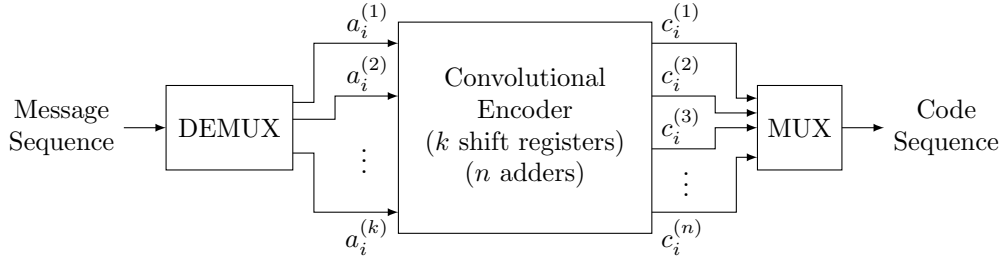 Message
Sequence
DEMUX
a_i^{(1)}
a_i^{(2)}
⋮
a_i^{(k)}
Convolutional
Encoder
(k shift registers)
(n adders)
c_i^{(1)}
c_i^{(2)}
c_i^{(3)}
⋮
c_i^{(n)}
MUX
Code
Sequence